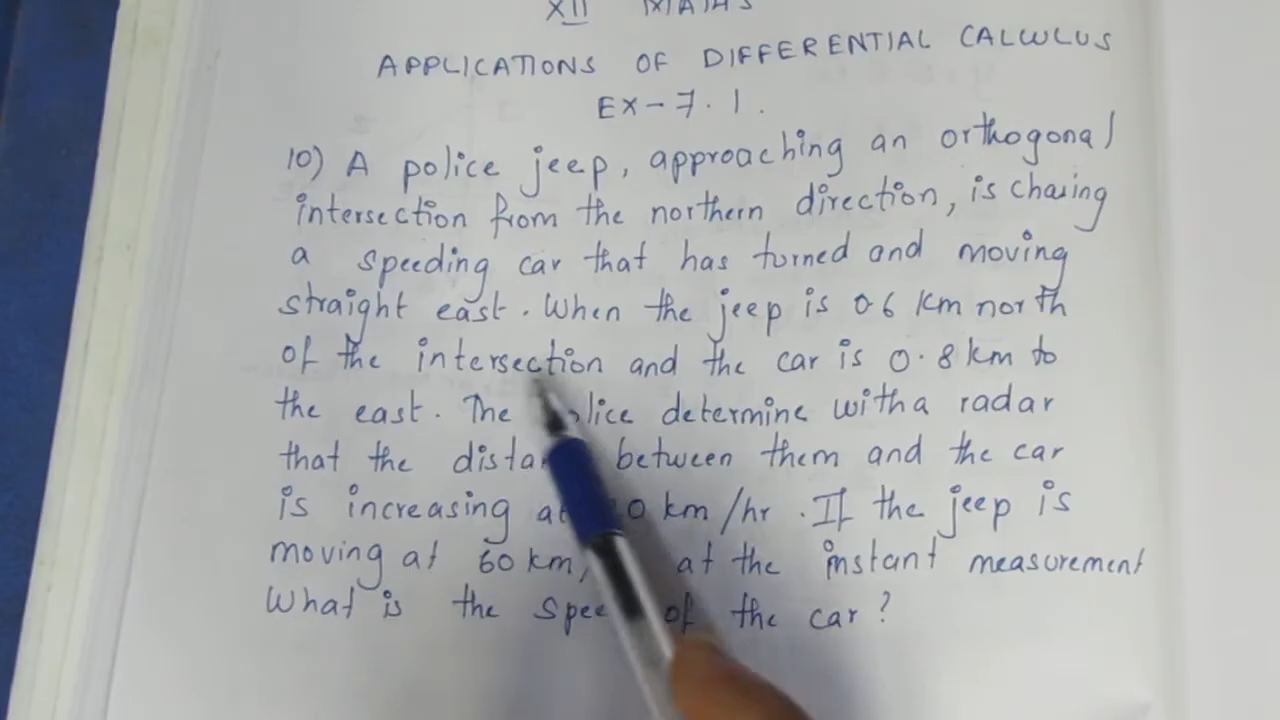 XII MATHS
APPLICATIONS OF DIFFERENTIAL CALCULUS
EX-7.1.
10) A police jeep, approaching an orthogonal
intersection from the northern direction, is chasing
a speeding car that has turned and moving
straight east. When the jeep is 0.6 km north
of the intersection and the car is 0.8 km to
the east. The determine with a radar
that the between them and the car
is increasing km/hr. If the jeep is
moving at 60 km, at the instant measurement
What is the of the car?